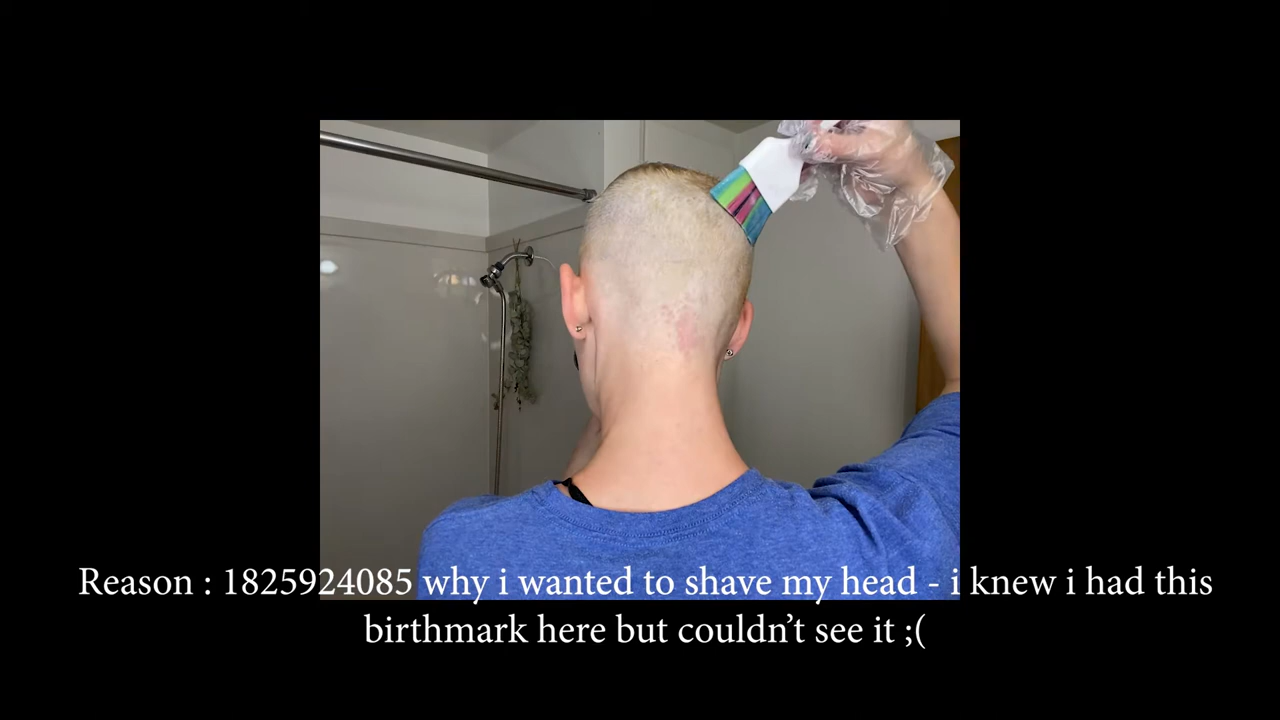 Reason : 1825924085 why i wanted to shave my head - i knew i had this
birthmark here but couldn’t see it ;(